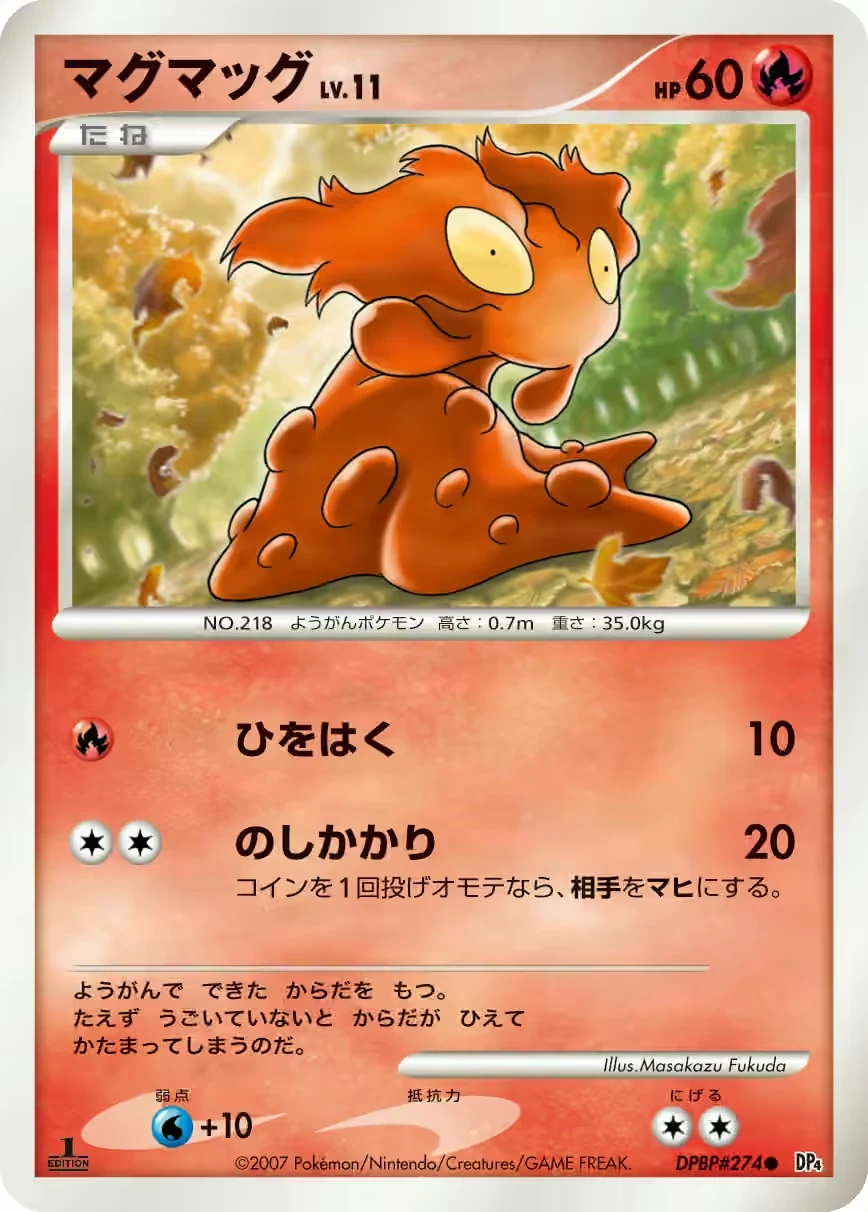 マグマッグ LV.11 HP 60
たね
NO.218 ようがんポケモン 高さ：0.7m 重さ：35.0kg
ひをはく 10
のしかかり 20
コインを1回投げオモテなら、相手をマヒにする。
ようがんで できた からだを もつ。
たえず うごいていないと からだが ひえて
かたまってしまうのだ。
Illus.Masakazu Fukuda
弱点 抵抗力 にげる
+10
1 EDITION
©2007 Pokémon/Nintendo/Creatures/GAME FREAK. DPBP#274 DP4